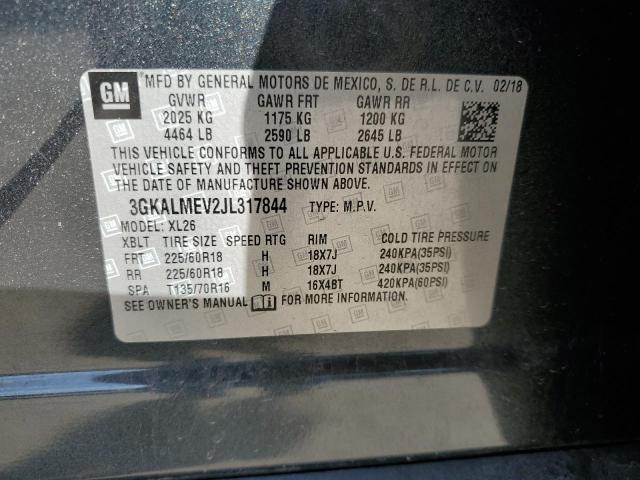 GM
MFD BY GENERAL MOTORS DE MEXICO, S. DE R.L. DE C.V. 02/18
GVWR GAWR FRT GAWR RR
2025 KG 1175 KG 1200 KG
4464 LB 2590 LB 2645 LB
THIS VEHICLE CONFORMS TO ALL APPLICABLE U.S. FEDERAL MOTOR
VEHICLE SAFETY AND THEFT PREVENTION STANDARDS IN EFFECT ON
THE DATE OF MANUFACTURE SHOWN ABOVE.
3GKALMEV2JL317844 TYPE: M.P.V.
MODEL: XL26
XBLT TIRE SIZE SPEED RTG RIM COLD TIRE PRESSURE
FRT 225/60R18 H 18X7J 240KPA(35PSI)
RR 225/60R18 H 18X7J 240KPA(35PSI)
SPA T135/70R16 M 16X4BT 420KPA(60PSI)
SEE OWNER'S MANUAL FOR MORE INFORMATION.